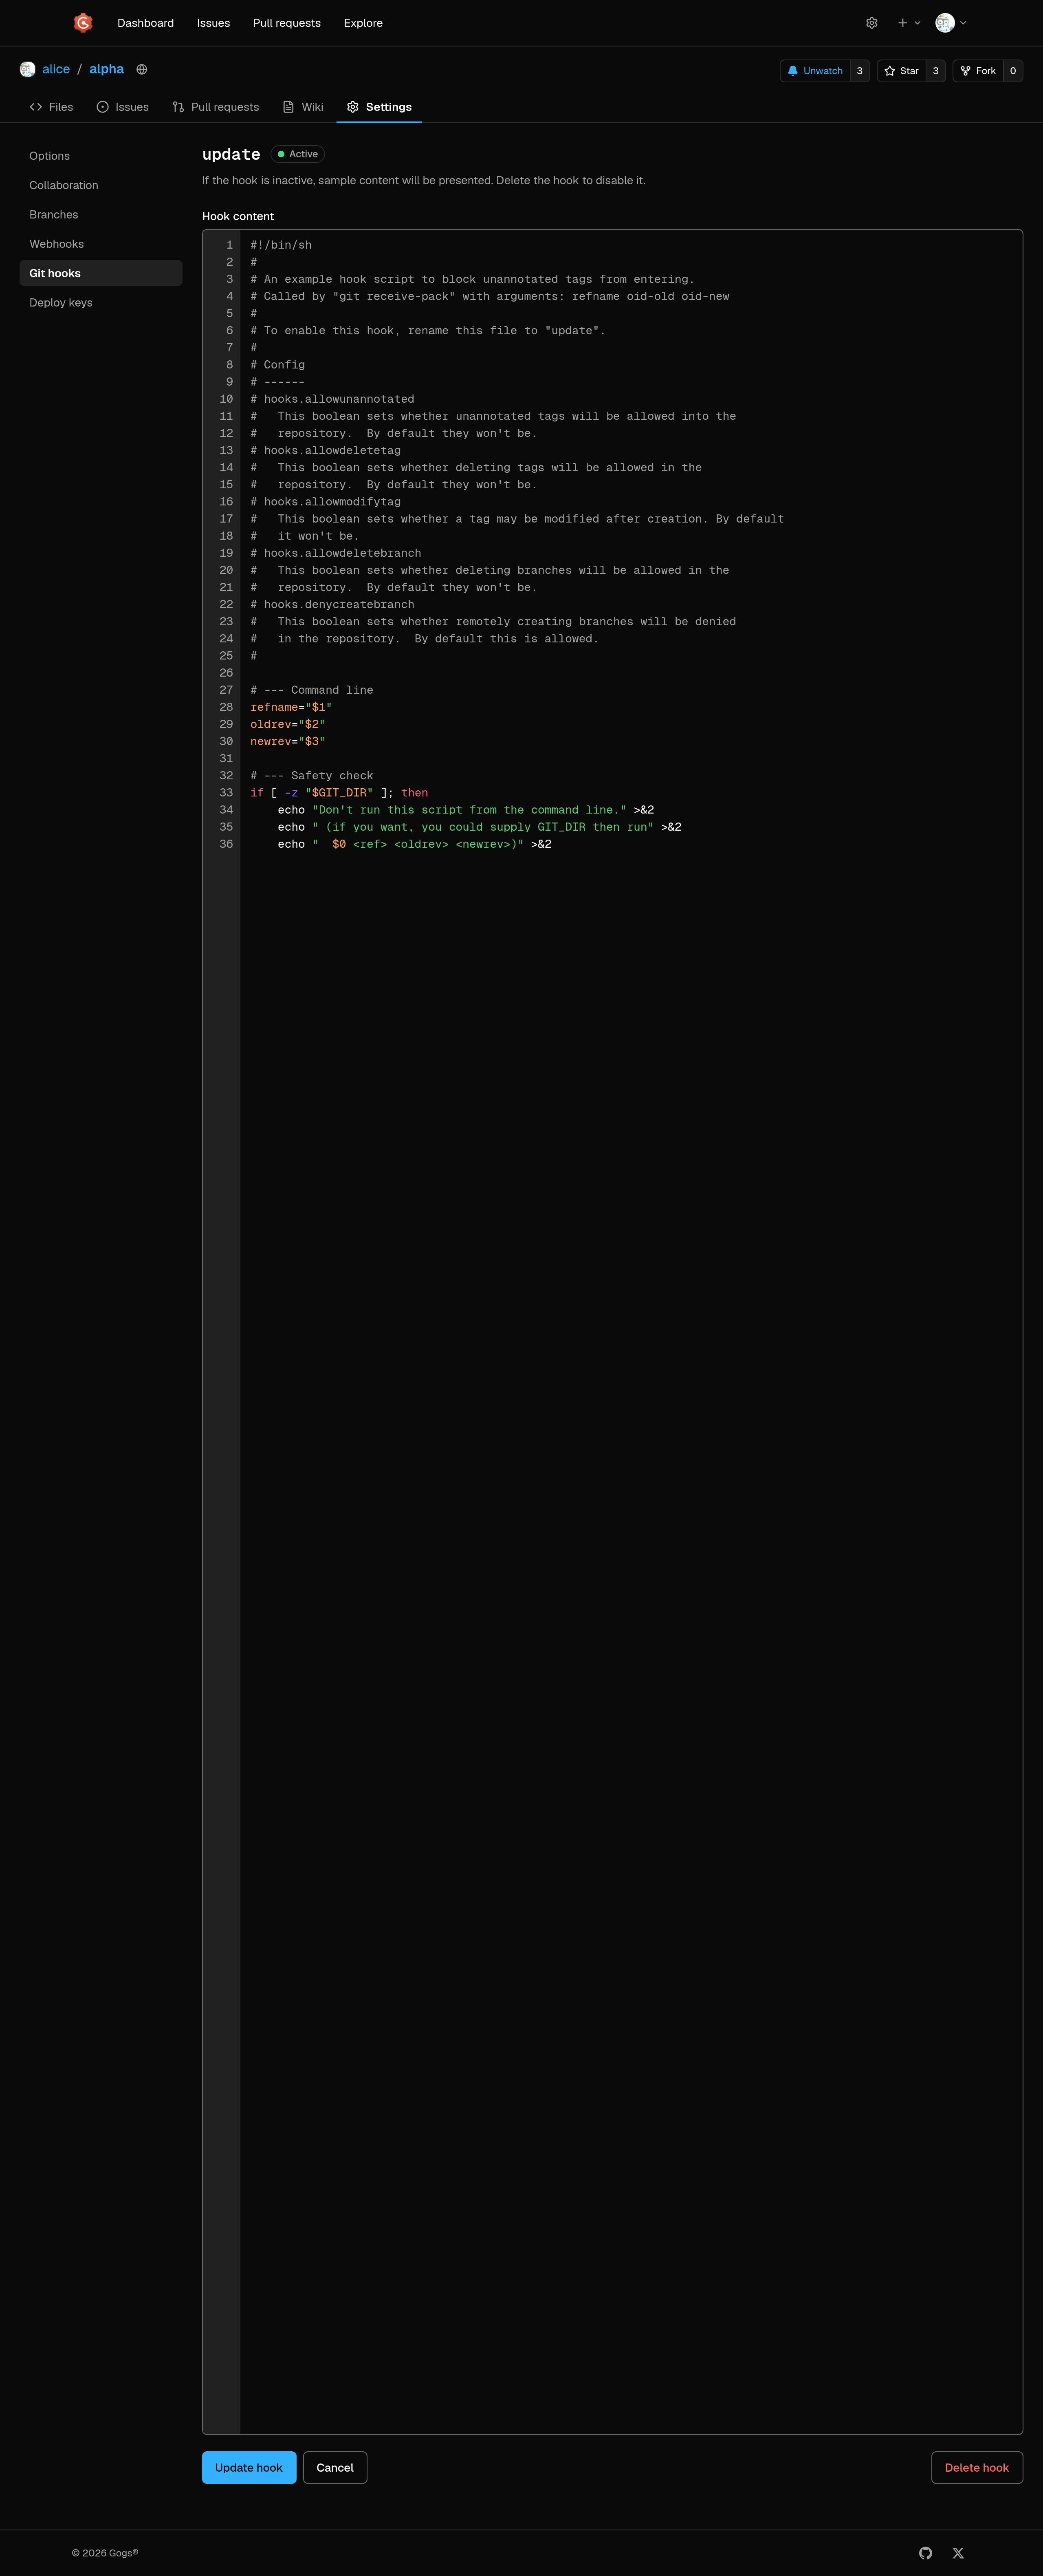 Dashboard Issues Pull requests Explore
alice / alpha Unwatch 3 Star 3 Fork 0
Files Issues Pull requests Wiki Settings
Options
Collaboration
Branches
Webhooks
Git hooks
Deploy keys
update Active
If the hook is inactive, sample content will be presented. Delete the hook to disable it.
Hook content
1 #!/bin/sh
2 #
3 # An example hook script to block unannotated tags from entering.
4 # Called by "git receive-pack" with arguments: refname oid-old oid-new
5 #
6 # To enable this hook, rename this file to "update".
7 #
8 # Config
9 # ------
10 # hooks.allowunannotated
11 #   This boolean sets whether unannotated tags will be allowed into the
12 #   repository.  By default they won't be.
13 # hooks.allowdeletetag
14 #   This boolean sets whether deleting tags will be allowed in the
15 #   repository.  By default they won't be.
16 # hooks.allowmodifytag
17 #   This boolean sets whether a tag may be modified after creation. By default
18 #   it won't be.
19 # hooks.allowdeletebranch
20 #   This boolean sets whether deleting branches will be allowed in the
21 #   repository.  By default they won't be.
22 # hooks.denycreatebranch
23 #   This boolean sets whether remotely creating branches will be denied
24 #   in the repository.  By default this is allowed.
25 #
26
27 # --- Command line
28 refname="$1"
29 oldrev="$2"
30 newrev="$3"
31
32 # --- Safety check
33 if [ -z "$GIT_DIR" ]; then
34     echo "Don't run this script from the command line." >&2
35     echo " (if you want, you could supply GIT_DIR then run" >&2
36     echo "  $0 <ref> <oldrev> <newrev>)" >&2
Update hook Cancel Delete hook
© 2026 Gogs®